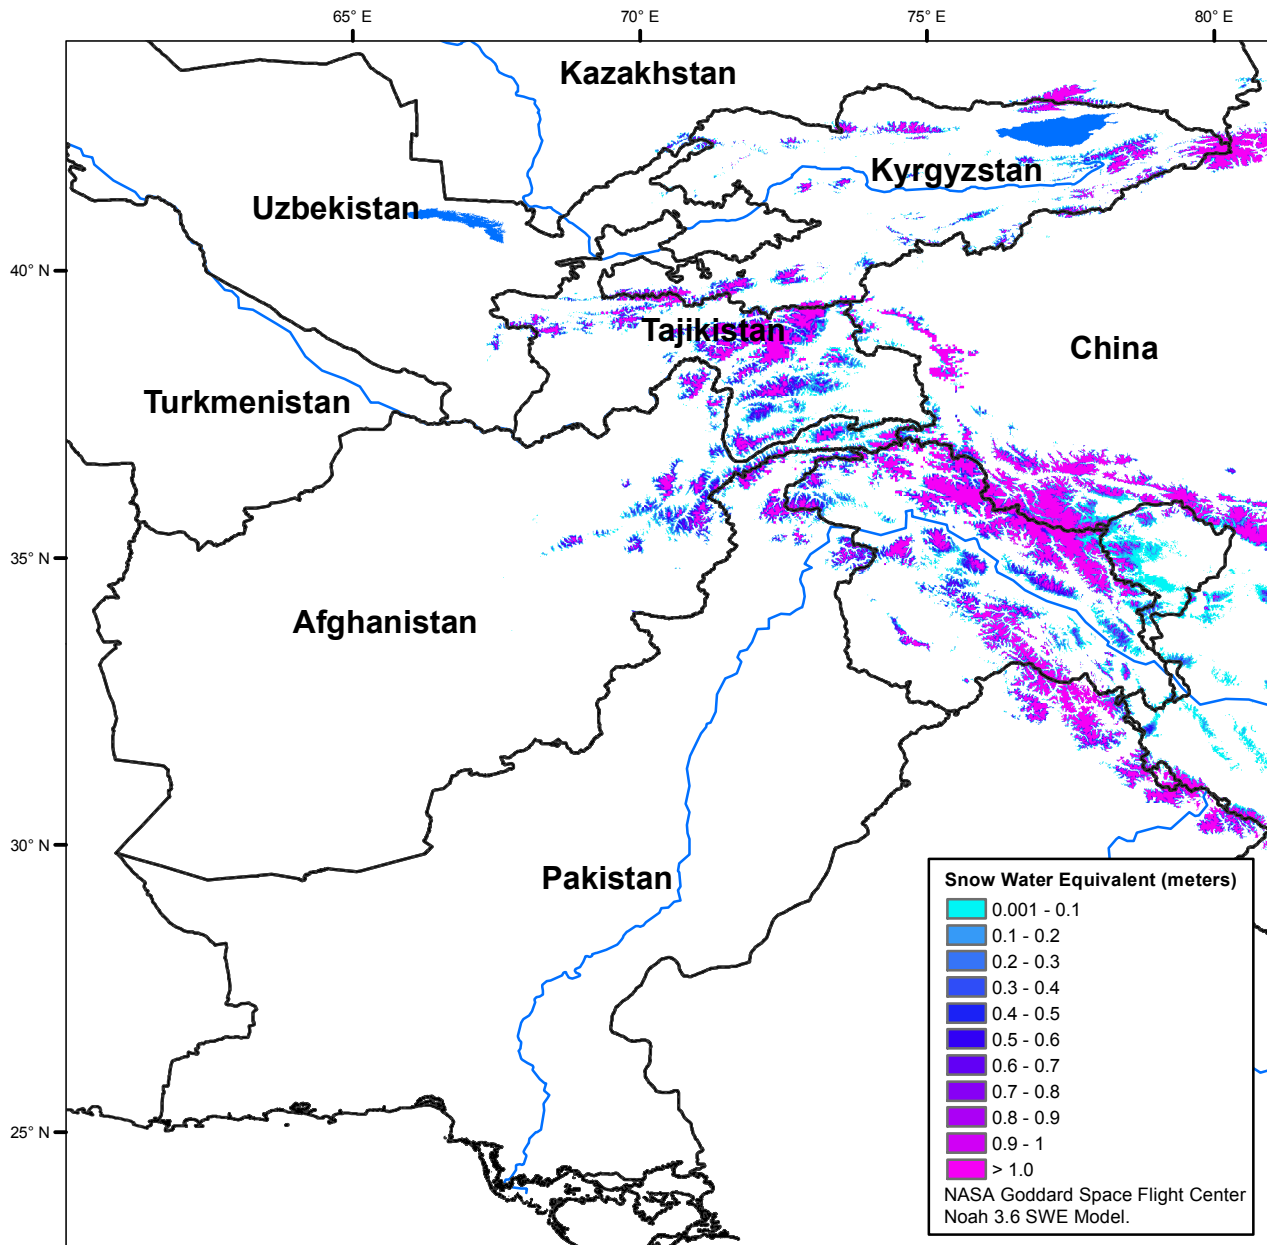 65° E
70° E
75° E
80° E
Kazakhstan
Kyrgyzstan
Uzbekistan
40° N
Tajikistan
China
Turkmenistan
35° N
Afghanistan
30° N
Pakistan
25° N
Snow Water Equivalent (meters)
0.001 - 0.1
0.1 - 0.2
0.2 - 0.3
0.3 - 0.4
0.4 - 0.5
0.5 - 0.6
0.6 - 0.7
0.7 - 0.8
0.8 - 0.9
0.9 - 1
> 1.0
NASA Goddard Space Flight Center
Noah 3.6 SWE Model.